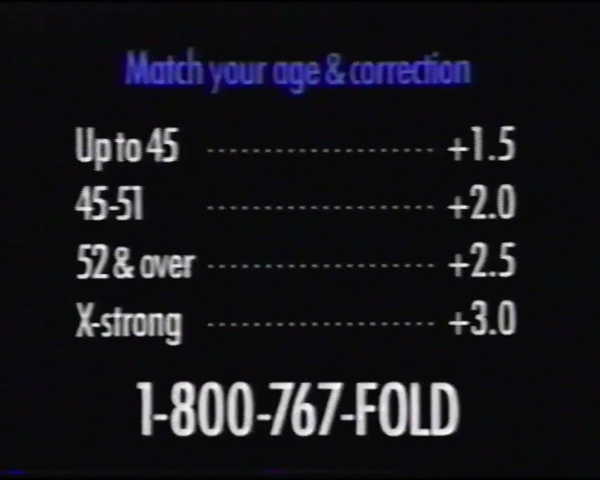 Match your age & correction
Up to 45 ------------------- +1.5
45-51 ------------------- +2.0
52 & over ------------------- +2.5
X-strong ------------------- +3.0
1-800-767-FOLD